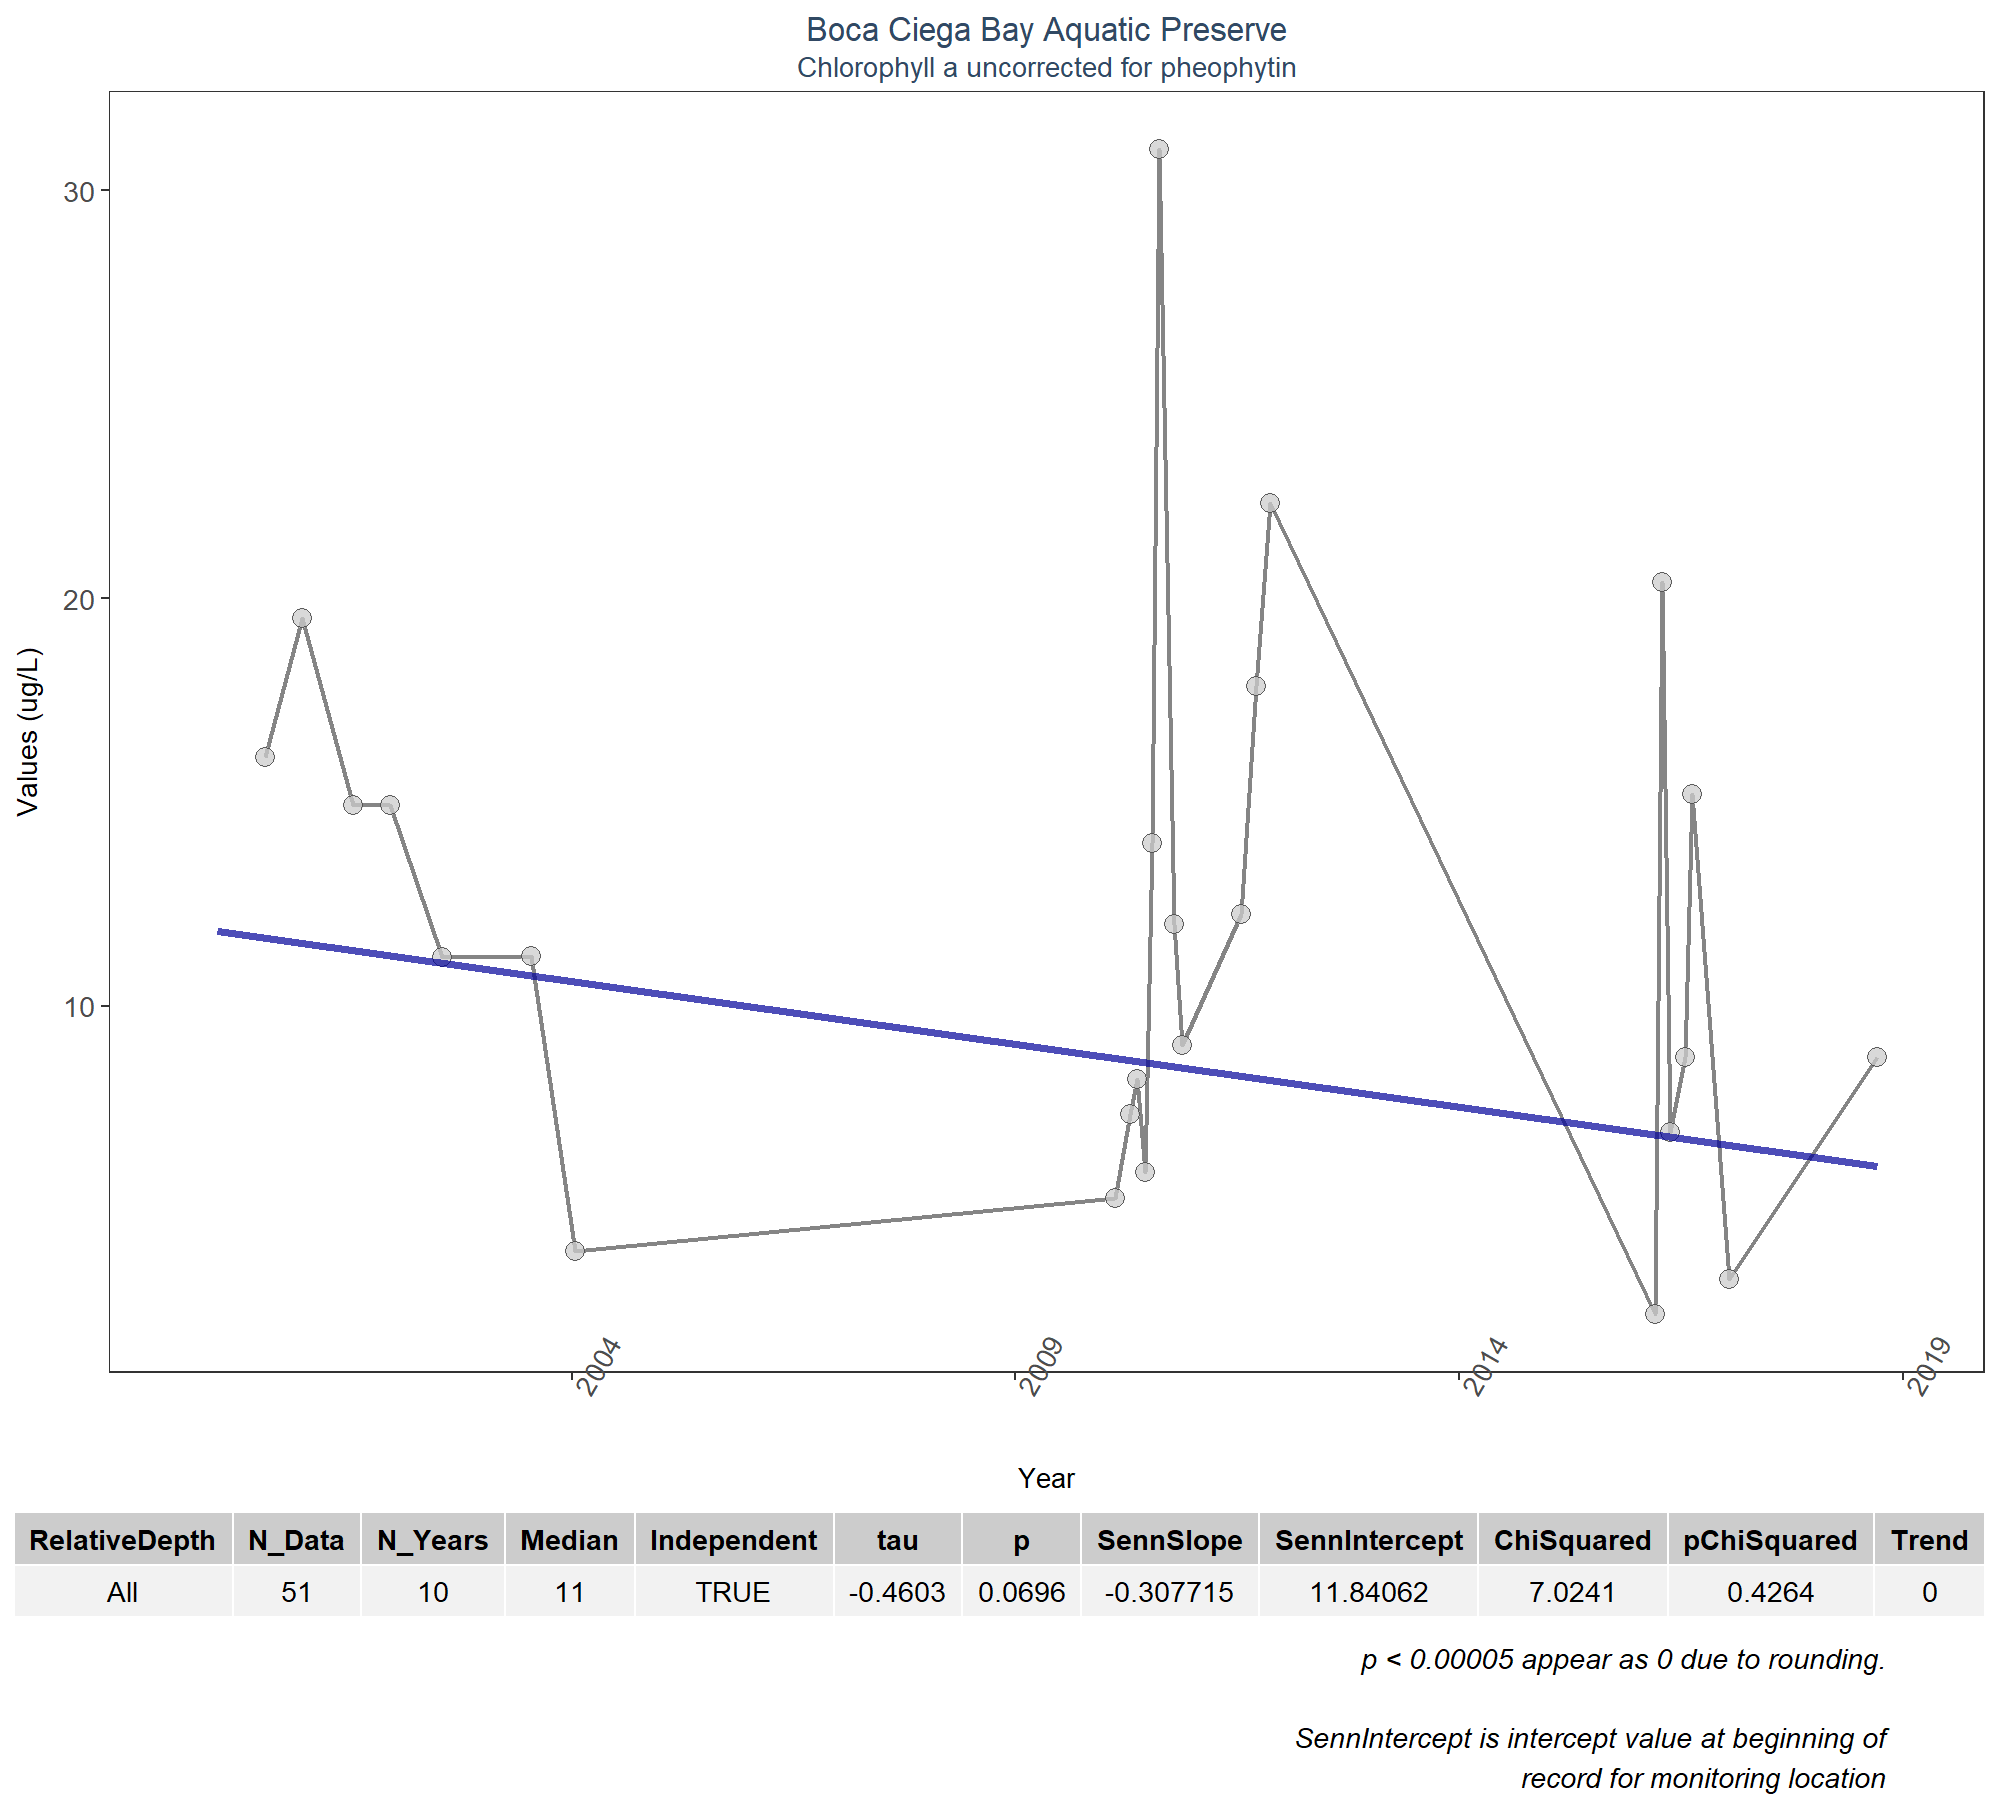 Boca Ciega Bay Aquatic Preserve
Chlorophyll a uncorrected for pheophytin
30
20
10
Values (ug/L)
2004 2009 2014 2019
Year
RelativeDepth N_Data N_Years Median Independent tau p SennSlope SennIntercept ChiSquared pChiSquared Trend
All 51 10 11 TRUE -0.4603 0.0696 -0.307715 11.84062 7.0241 0.4264 0
p < 0.00005 appear as 0 due to rounding.
SennIntercept is intercept value at beginning of
record for monitoring location